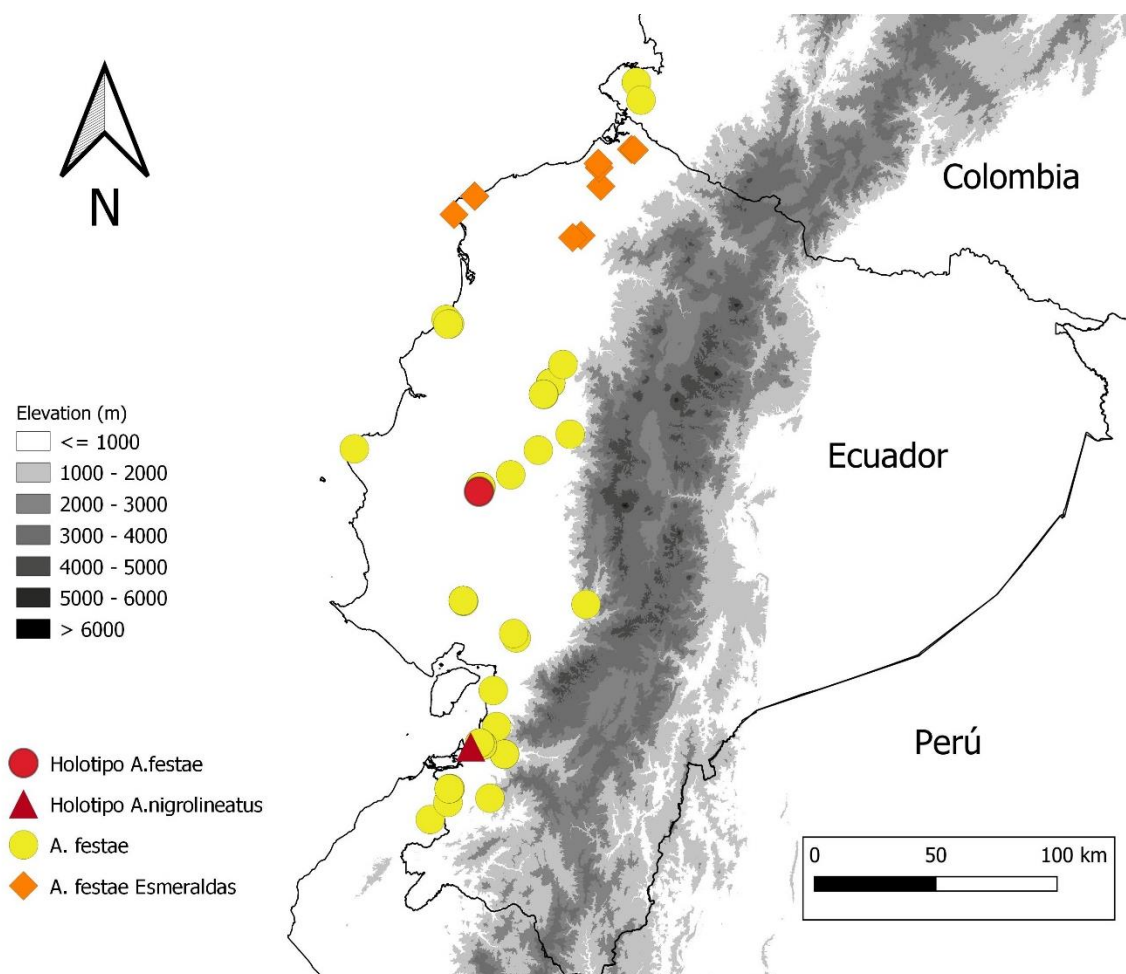 N
Colombia
Ecuador
Perú
Elevation (m)
<= 1000
1000 - 2000
2000 - 3000
3000 - 4000
4000 - 5000
5000 - 6000
> 6000
Holotipo A.festae
Holotipo A.nigrolineatus
A. festae
A. festae Esmeraldas
0 50 100 km